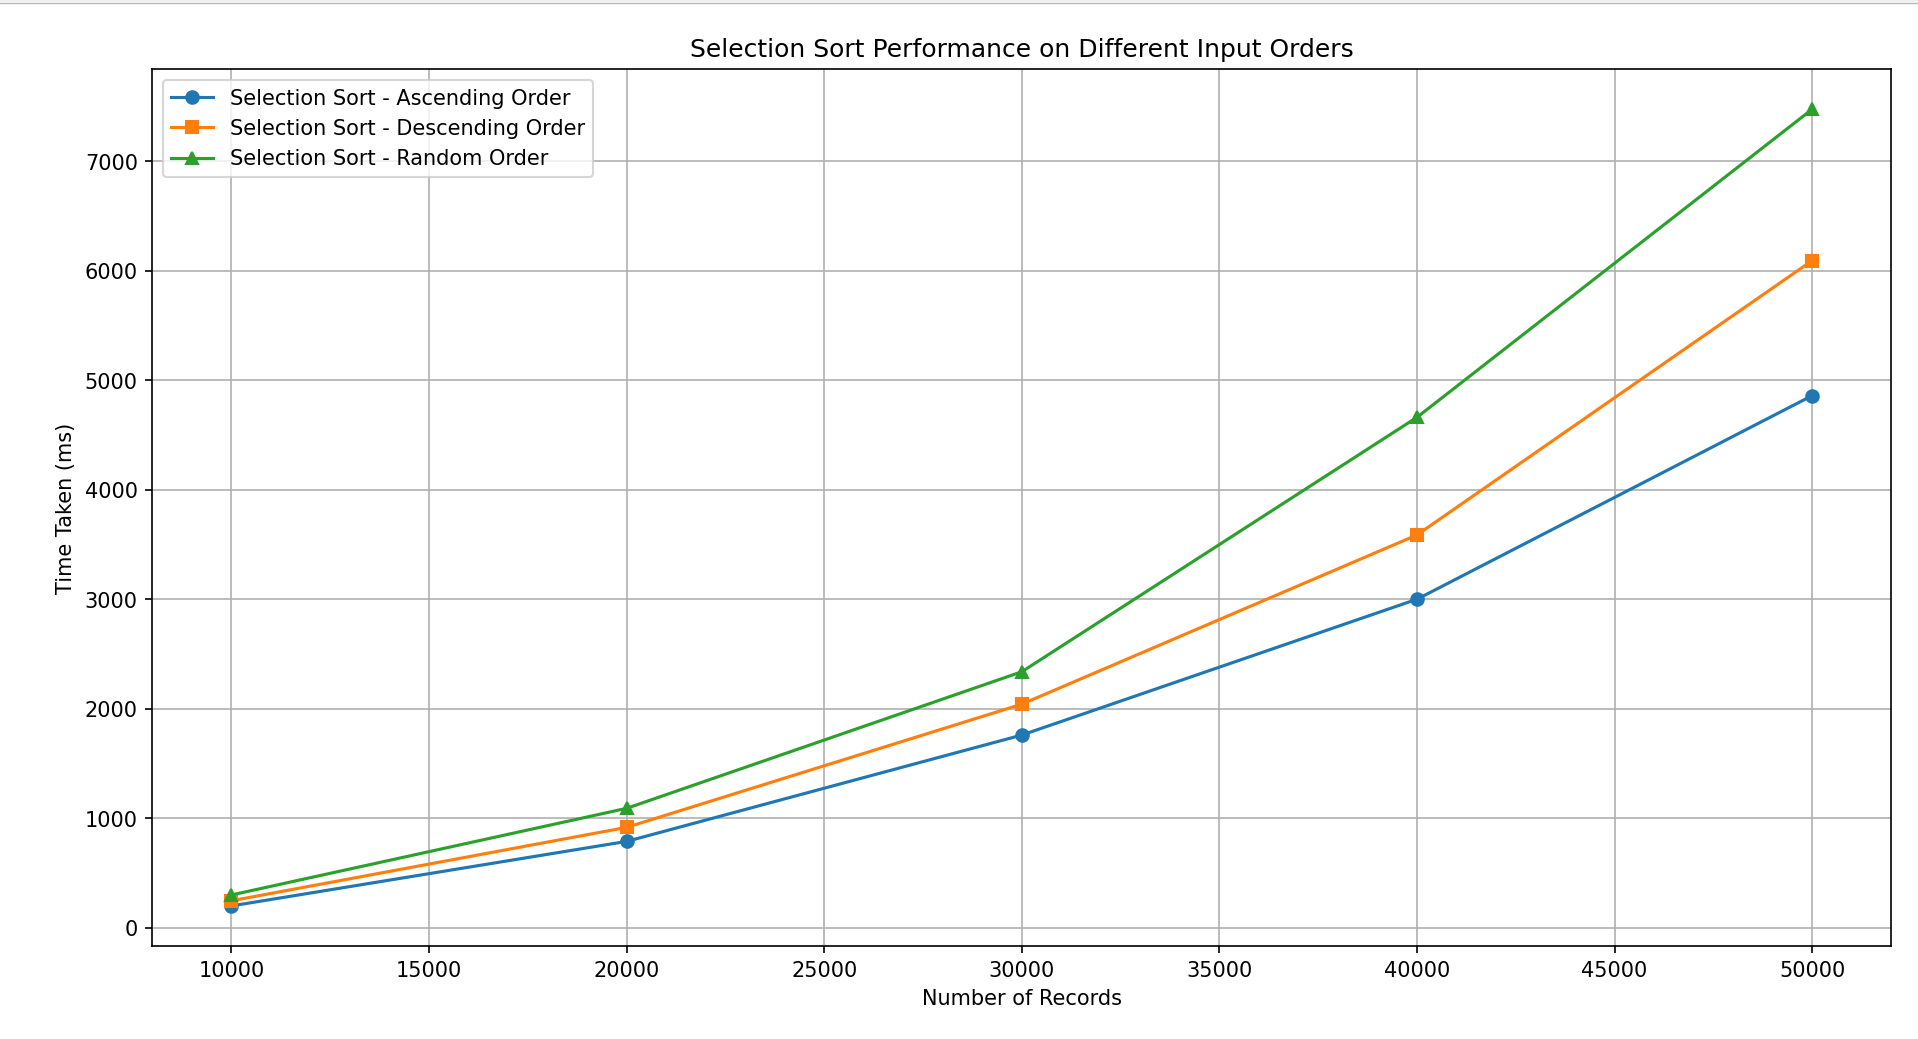 Selection Sort Performance on Different Input Orders
Selection Sort - Ascending Order
Selection Sort - Descending Order
Selection Sort - Random Order
7000
6000
5000
4000
3000
2000
1000
0
Time Taken (ms)
10000 15000 20000 25000 30000 35000 40000 45000 50000
Number of Records